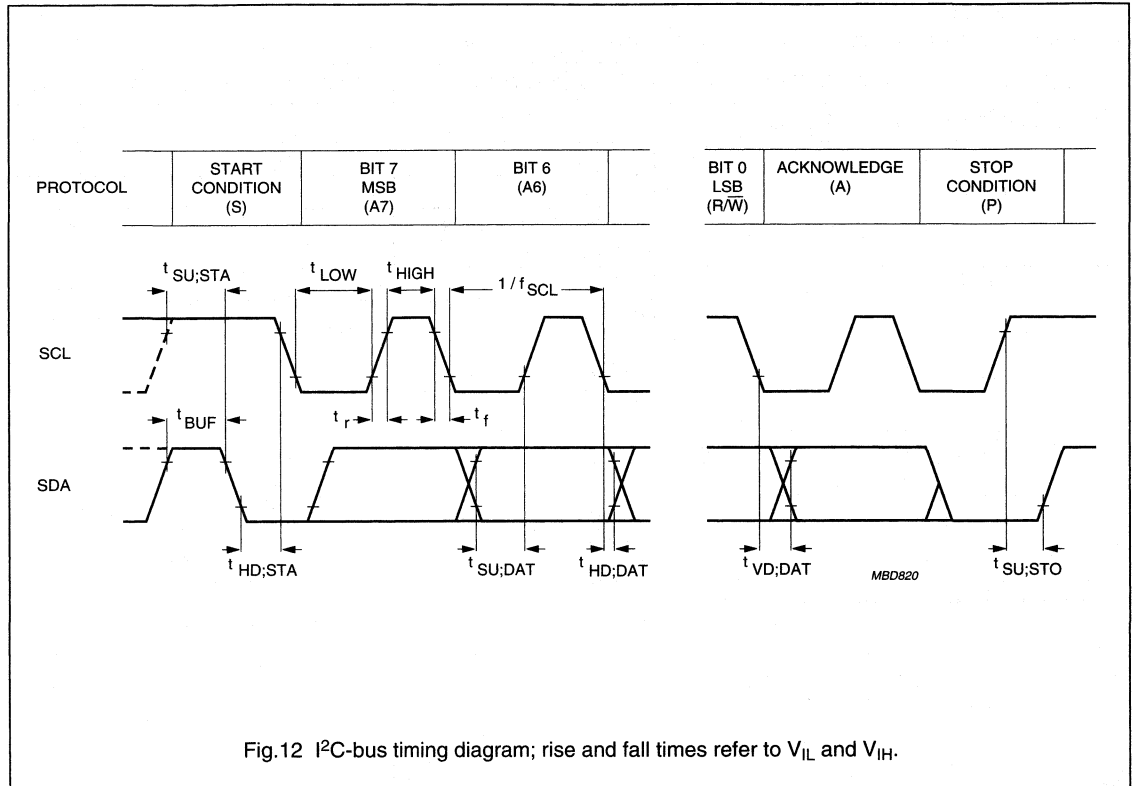 PROTOCOL
START
CONDITION
(S)
BIT 7
MSB
(A7)
BIT 6
(A6)
BIT 0
LSB
(R/W̅)
ACKNOWLEDGE
(A)
STOP
CONDITION
(P)
t SU;STA
t LOW
t HIGH
1 / f SCL
SCL
t BUF
t r
t f
SDA
t HD;STA
t SU;DAT
t HD;DAT
t VD;DAT
MBD820
t SU;STO
Fig.12 I²C-bus timing diagram; rise and fall times refer to VIL and VIH.